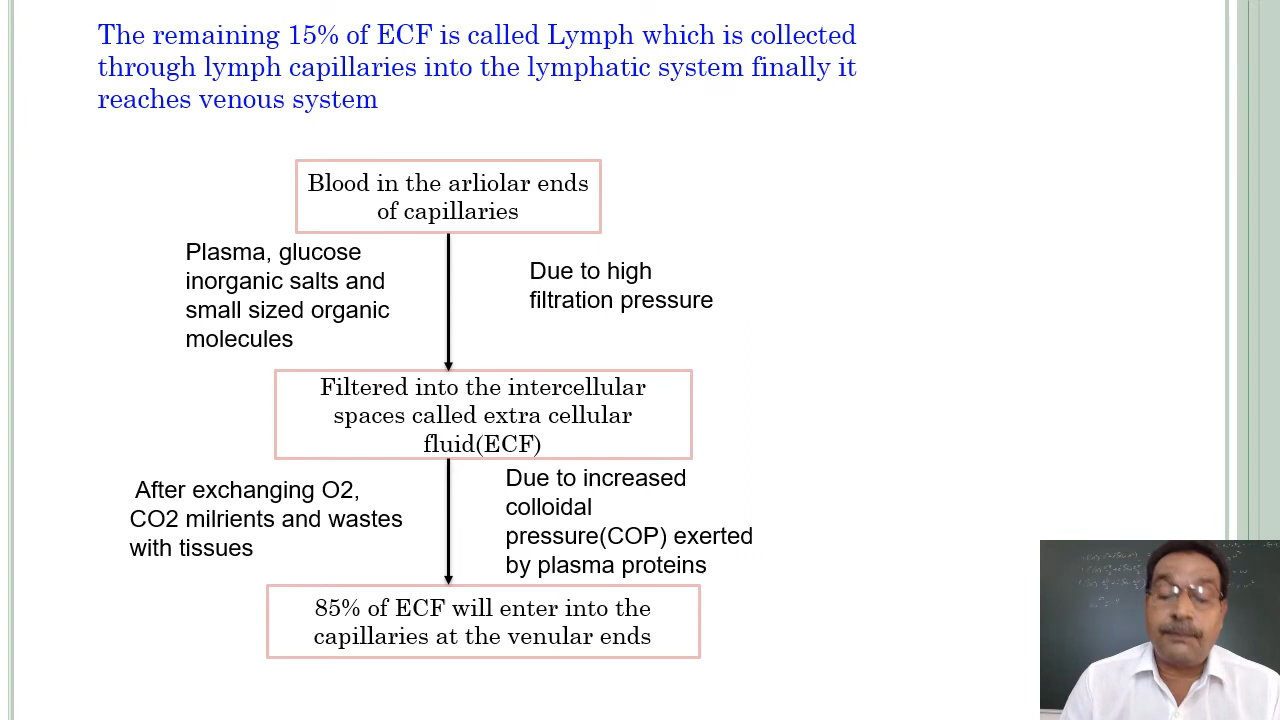 The remaining 15% of ECF is called Lymph which is collected
through lymph capillaries into the lymphatic system finally it
reaches venous system
Blood in the arliolar ends
of capillaries
Plasma, glucose
inorganic salts and
small sized organic
molecules
Due to high
filtration pressure
Filtered into the intercellular
spaces called extra cellular
fluid(ECF)
After exchanging O2,
CO2 milrients and wastes
with tissues
Due to increased
colloidal
pressure(COP) exerted
by plasma proteins
85% of ECF will enter into the
capillaries at the venular ends